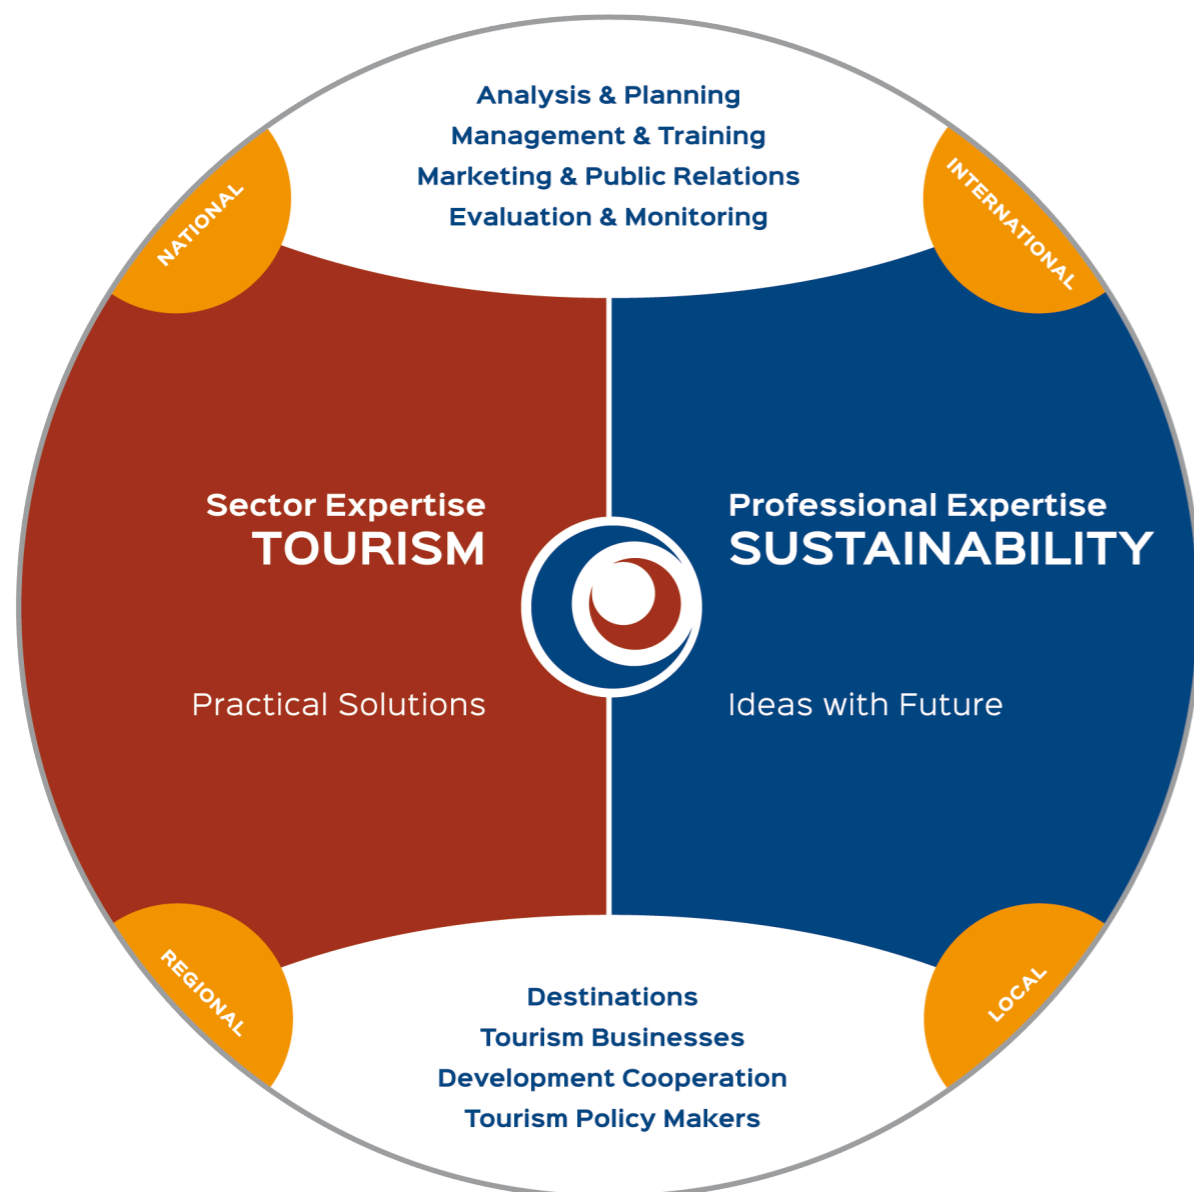 Analysis & Planning
Management & Training
Marketing & Public Relations
Evaluation & Monitoring
NATIONAL
INTERNATIONAL
Sector Expertise
TOURISM
Practical Solutions
Professional Expertise
SUSTAINABILITY
Ideas with Future
REGIONAL
LOCAL
Destinations
Tourism Businesses
Development Cooperation
Tourism Policy Makers